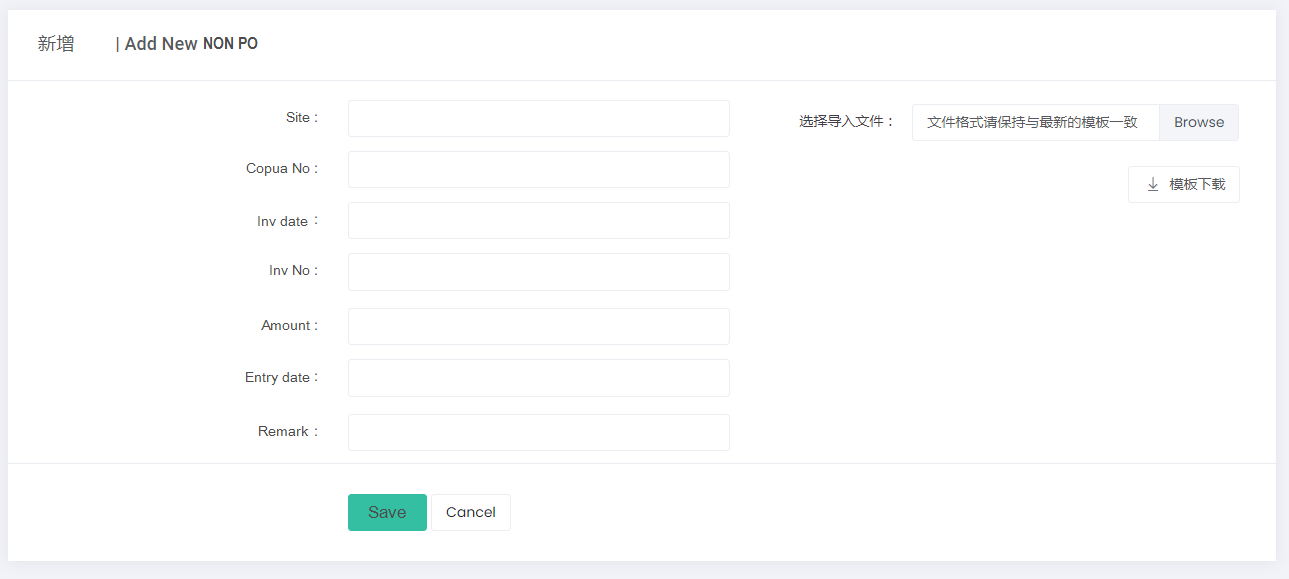 新增 | Add New NON PO
Site :
选择导入文件：
文件格式请保持与最新的模板一致
Browse
Copua No :
模板下载
Inv date :
Inv No :
Amount :
Entry date :
Remark :
Save
Cancel